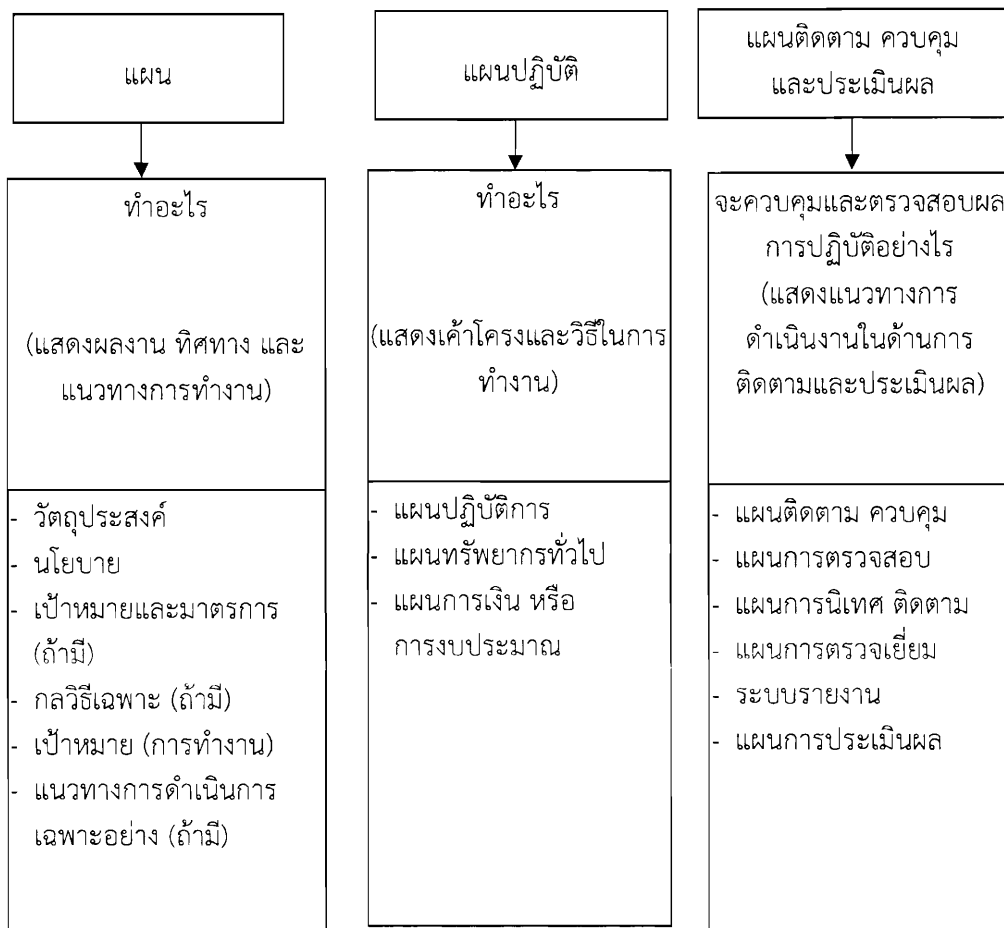 แผน
ทำอะไร
(แสดงผลงาน ทิศทาง และ
แนวทางการทำงาน)
- วัตถุประสงค์
- นโยบาย
- เป้าหมายและมาตรการ
(ถ้ามี)
- กลวิธีเฉพาะ (ถ้ามี)
- เป้าหมาย (การทำงาน)
- แนวทางการดำเนินการ
เฉพาะอย่าง (ถ้ามี)
แผนปฏิบัติ
ทำอะไร
(แสดงเค้าโครงและวิธีในการ
ทำงาน)
- แผนปฏิบัติการ
- แผนทรัพยากรทั่วไป
- แผนการเงิน หรือ
การงบประมาณ
แผนติดตาม ควบคุม
และประเมินผล
จะควบคุมและตรวจสอบผล
การปฏิบัติอย่างไร
(แสดงแนวทางการ
ดำเนินงานในด้านการ
ติดตามและประเมินผล)
- แผนติดตาม ควบคุม
- แผนการตรวจสอบ
- แผนการนิเทศ ติดตาม
- แผนการตรวจเยี่ยม
- ระบบรายงาน
- แผนการประเมินผล